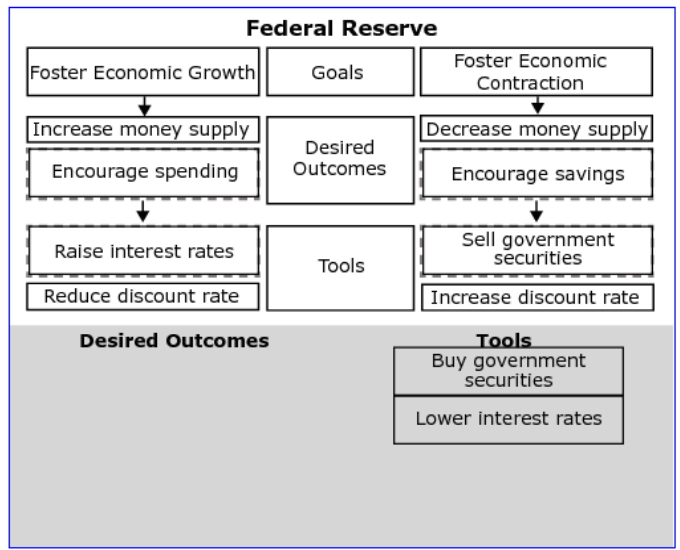 Federal Reserve
Foster Economic Growth
Goals
Foster Economic
Contraction
Increase money supply
Desired
Outcomes
Decrease money supply
Encourage spending
Encourage savings
Raise interest rates
Tools
Sell government
securities
Reduce discount rate
Increase discount rate
Desired Outcomes
Tools
Buy government
securities
Lower interest rates